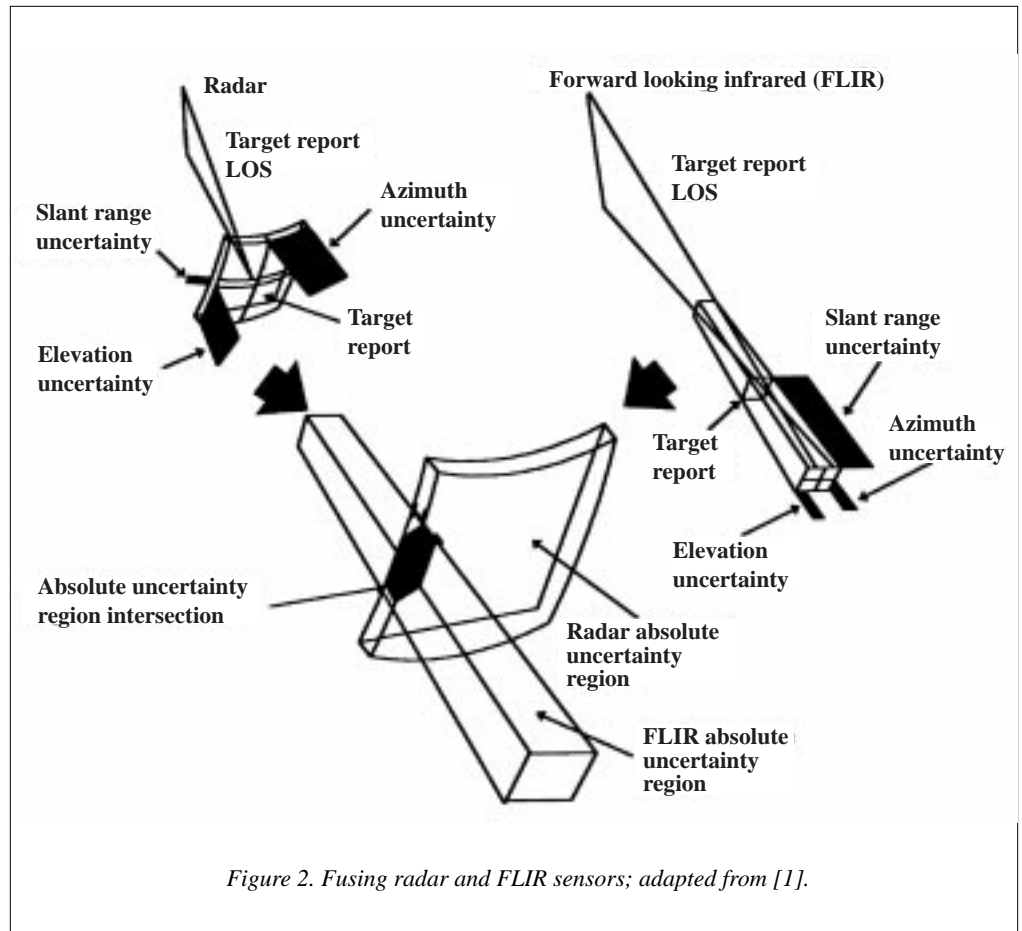 Radar
Forward looking infrared (FLIR)
Target report
LOS
Target report
LOS
Azimuth
uncertainty
Slant range
uncertainty
Target
report
Elevation
uncertainty
Slant range
uncertainty
Azimuth
uncertainty
Target
report
Elevation
uncertainty
Absolute uncertainty
region intersection
Radar absolute
uncertainty
region
FLIR absolute
uncertainty
region
Figure 2. Fusing radar and FLIR sensors; adapted from [1].